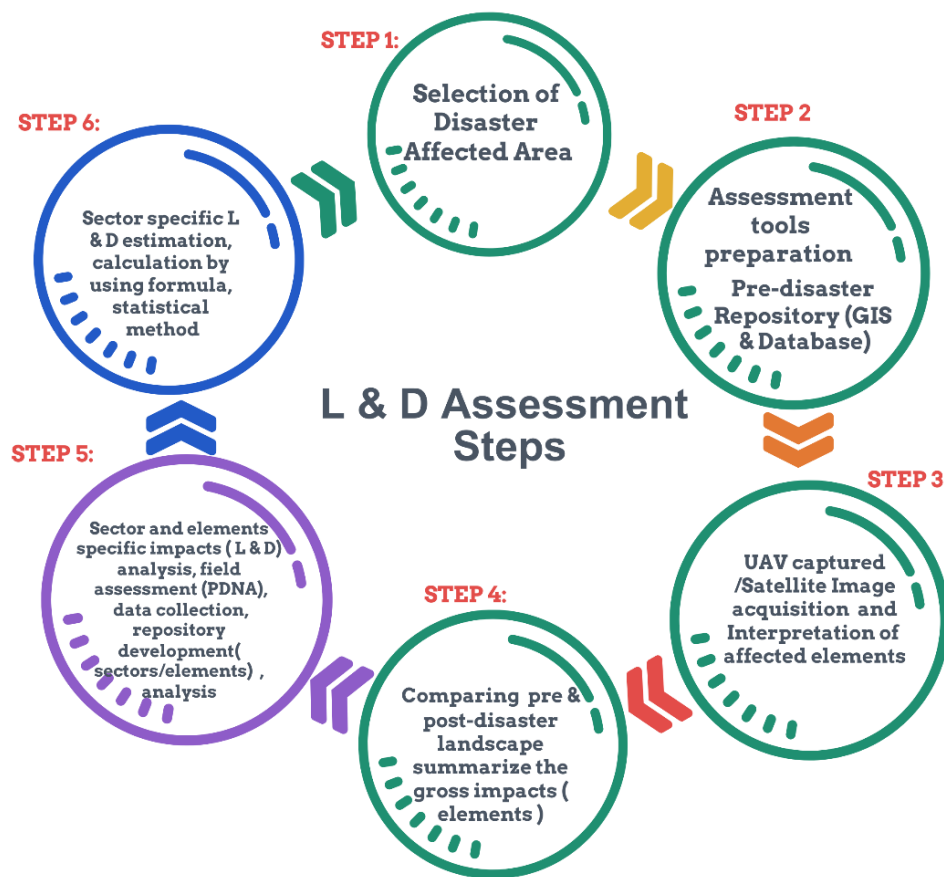 STEP 1:
Selection of
Disaster
Affected Area
STEP 2
Assessment
tools
preparation
Pre-disaster
Repository (GIS
& Database)
STEP 3
UAV captured
/Satellite Image
acquisition and
Interpretation of
affected elements
STEP 4:
Comparing pre &
post-disaster
landscape
summarize the
gross impacts (
elements )
STEP 5:
Sector and elements
specific impacts ( L & D)
analysis, field
assessment (PDNA),
data collection,
repository
development(
sectors/elements) ,
analysis
STEP 6:
Sector specific L
& D estimation,
calculation by
using formula,
statistical
method
L & D Assessment
Steps